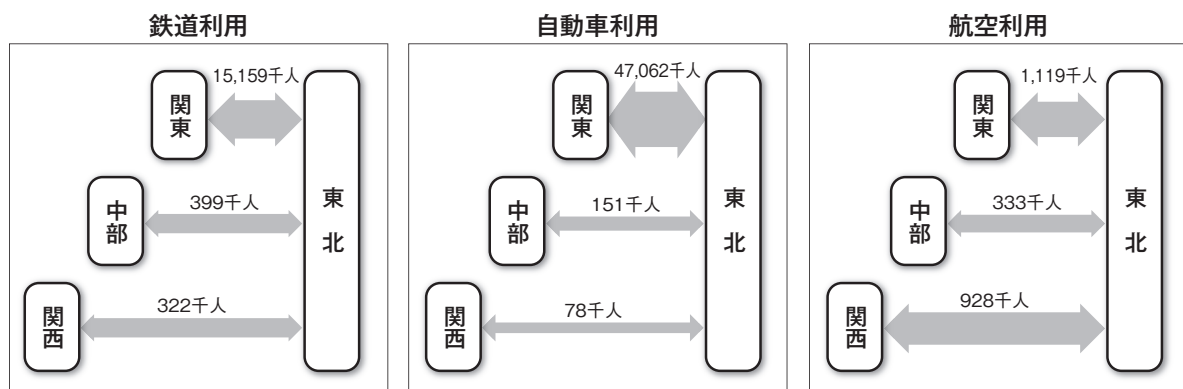 鉄道利用
15,159千人
関東
399千人
中部
322千人
関西
東北
自動車利用
47,062千人
関東
151千人
中部
78千人
関西
東北
航空利用
1,119千人
関東
333千人
中部
928千人
関西
東北